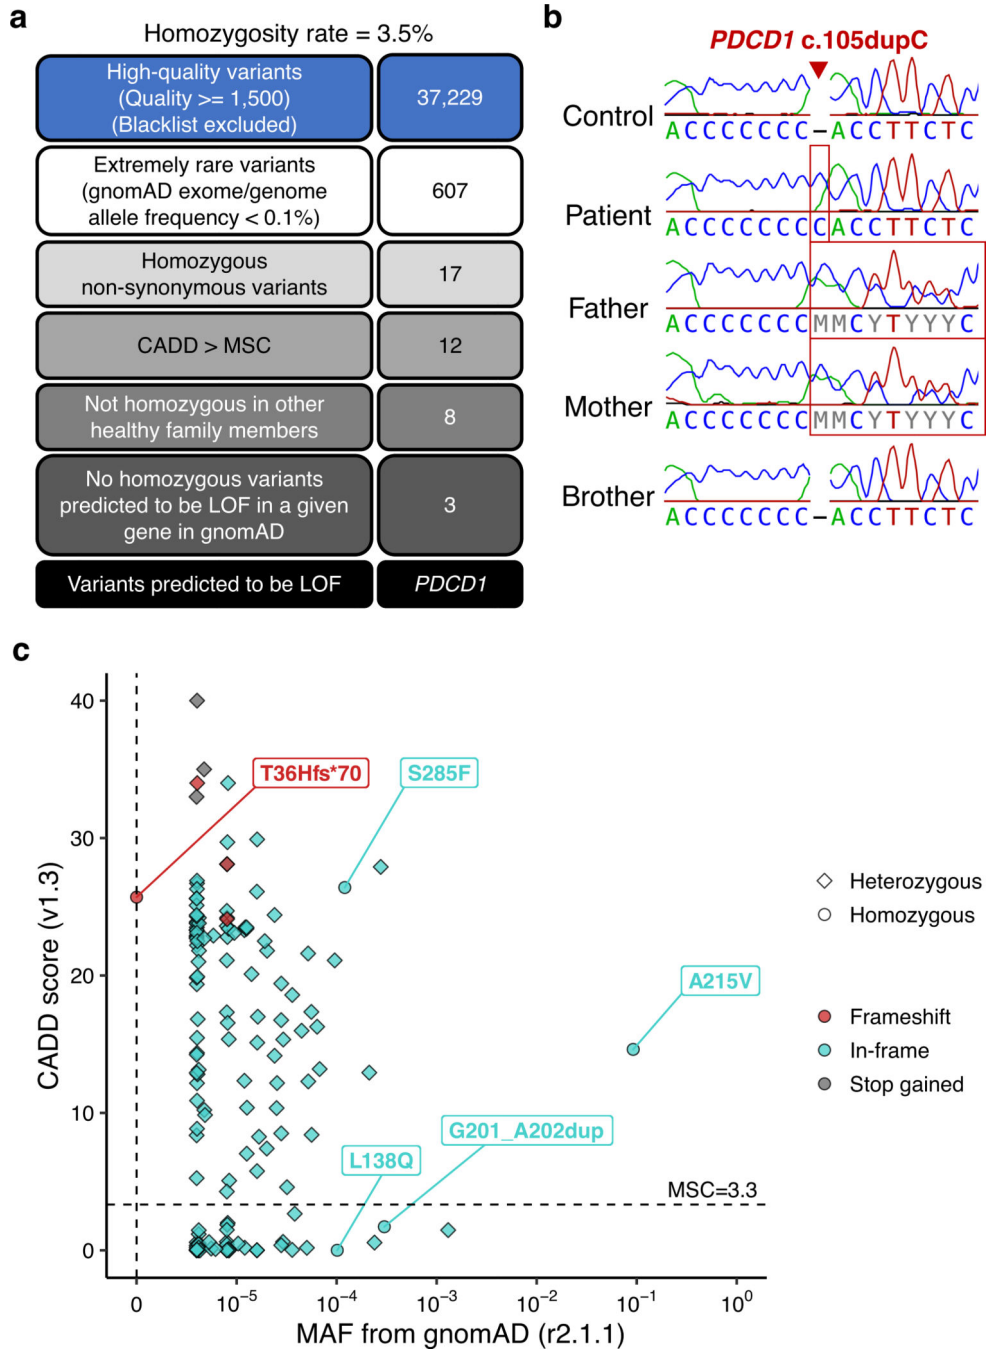 a
Homozygosity rate = 3.5%
High-quality variants
(Quality >= 1,500)
(Blacklist excluded)
37,229
Extremely rare variants
(gnomAD exome/genome
allele frequency < 0.1%)
607
Homozygous
non-synonymous variants
17
CADD > MSC
12
Not homozygous in other
healthy family members
8
No homozygous variants
predicted to be LOF in a given
gene in gnomAD
3
Variants predicted to be LOF
PDCD1
b
PDCD1 c.105dupC
Control
ACCCCCCC–ACCTTCTC
Patient
ACCCCCCCCACCTTCTC
Father
ACCCCCCCMMCYTYYYC
Mother
ACCCCCCCMMCYTYYYC
Brother
ACCCCCCC–ACCTTCTC
c
CADD score (v1.3)
40
30
20
10
0
T36Hfs*70
S285F
A215V
G201_A202dup
L138Q
MSC=3.3
0
10⁻⁵
10⁻⁴
10⁻³
10⁻²
10⁻¹
10⁰
MAF from gnomAD (r2.1.1)
Heterozygous
Homozygous
Frameshift
In-frame
Stop gained